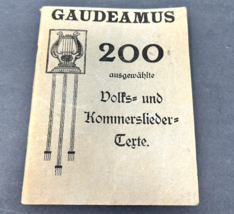 GAUDEAMUS
200
ausgewählte
Volks= und
Kommerslieder=
Texte.